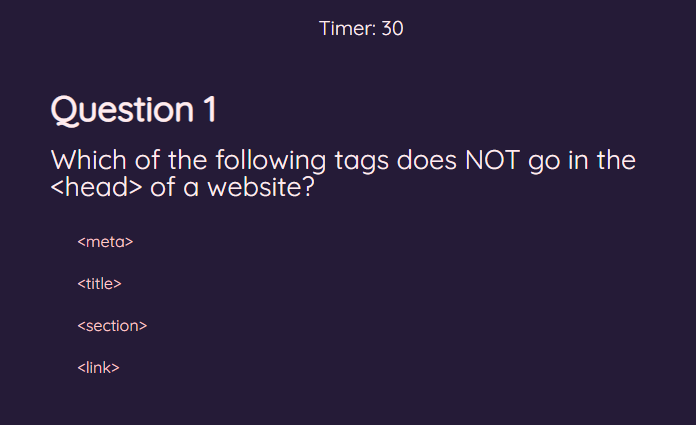 Timer: 30
Question 1
Which of the following tags does NOT go in the
<head> of a website?
<meta>
<title>
<section>
<link>